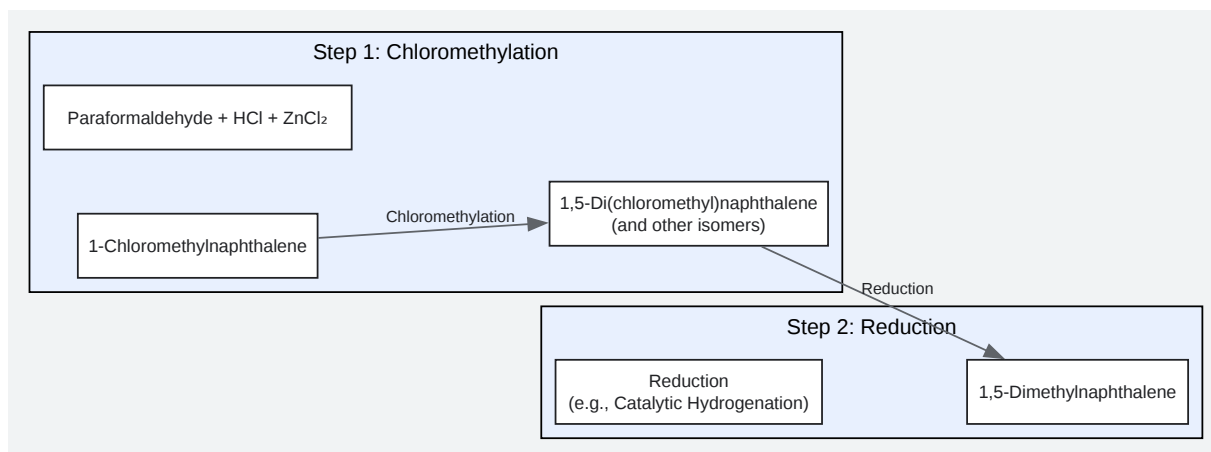 Step 1: Chloromethylation
Paraformaldehyde + HCl + ZnCl₂
1-Chloromethylnaphthalene
Chloromethylation
1,5-Di(chloromethyl)naphthalene
(and other isomers)
Reduction
Step 2: Reduction
Reduction
(e.g., Catalytic Hydrogenation)
1,5-Dimethylnaphthalene